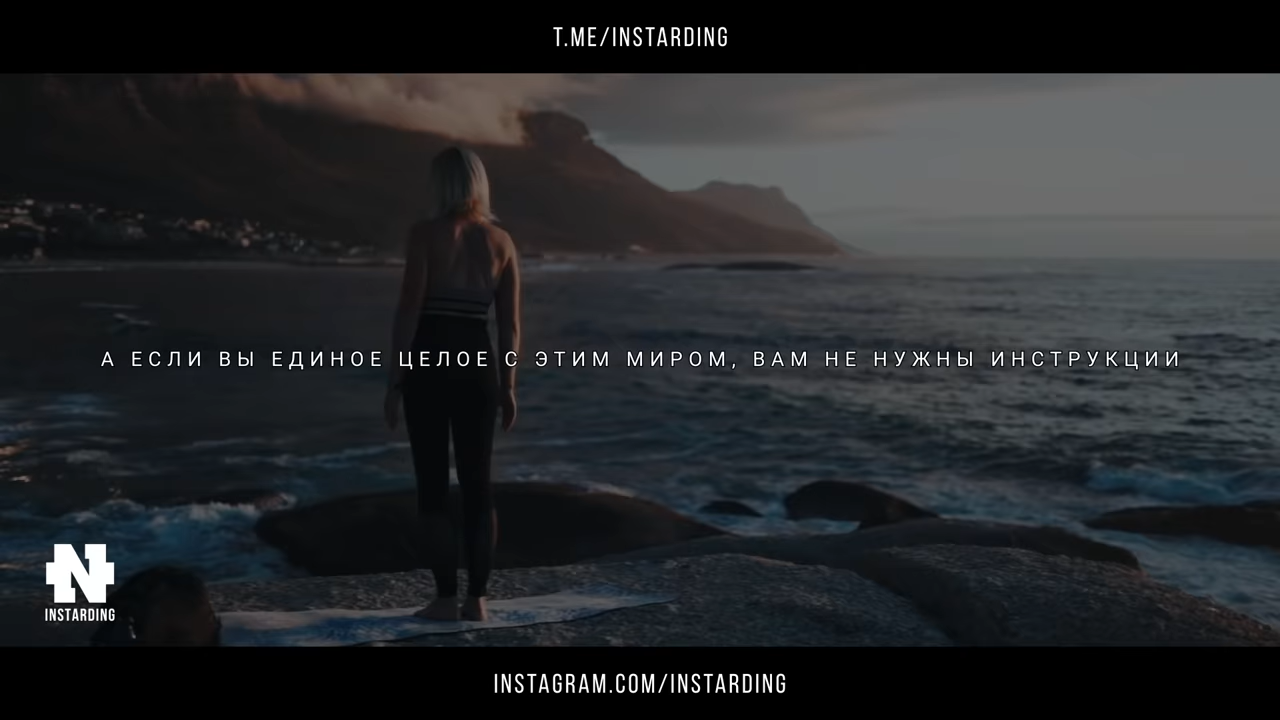 T.ME/INSTARDING
А ЕСЛИ ВЫ ЕДИНОЕ ЦЕЛОЕ С ЭТИМ МИРОМ, ВАМ НЕ НУЖНЫ ИНСТРУКЦИИ
N
INSTARDING
INSTAGRAM.COM/INSTARDING